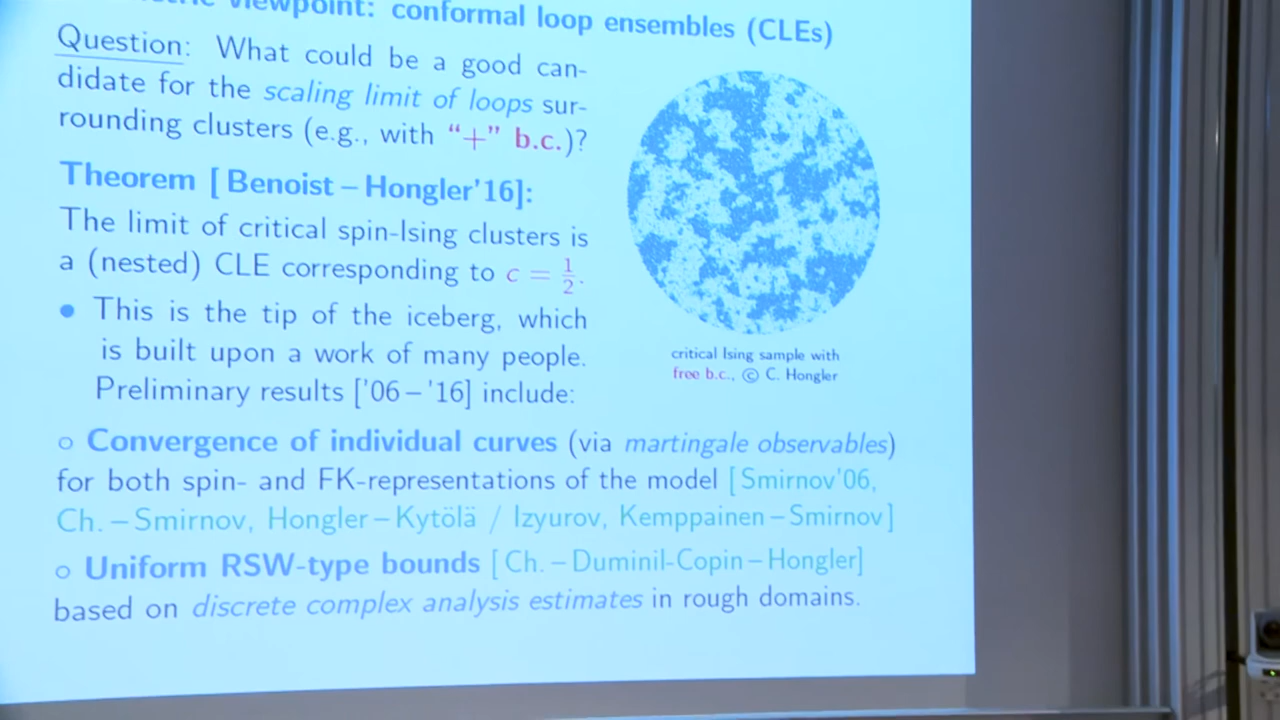 viewpoint: conformal loop ensembles (CLEs)
Question: What could be a good can-
didate for the scaling limit of loops sur-
rounding clusters (e.g., with “+” b.c.)?
Theorem [Benoist – Hongler'16]:
The limit of critical spin-Ising clusters is
a (nested) CLE corresponding to c = 1/2.
• This is the tip of the iceberg, which
is built upon a work of many people.
Preliminary results ['06 – '16] include:
critical Ising sample with
free b.c., © C. Hongler
○ Convergence of individual curves (via martingale observables)
for both spin- and FK-representations of the model [Smirnov'06,
Ch. – Smirnov, Hongler – Kytölä / Izyurov, Kemppainen – Smirnov]
○ Uniform RSW-type bounds [Ch. – Duminil-Copin – Hongler]
based on discrete complex analysis estimates in rough domains.